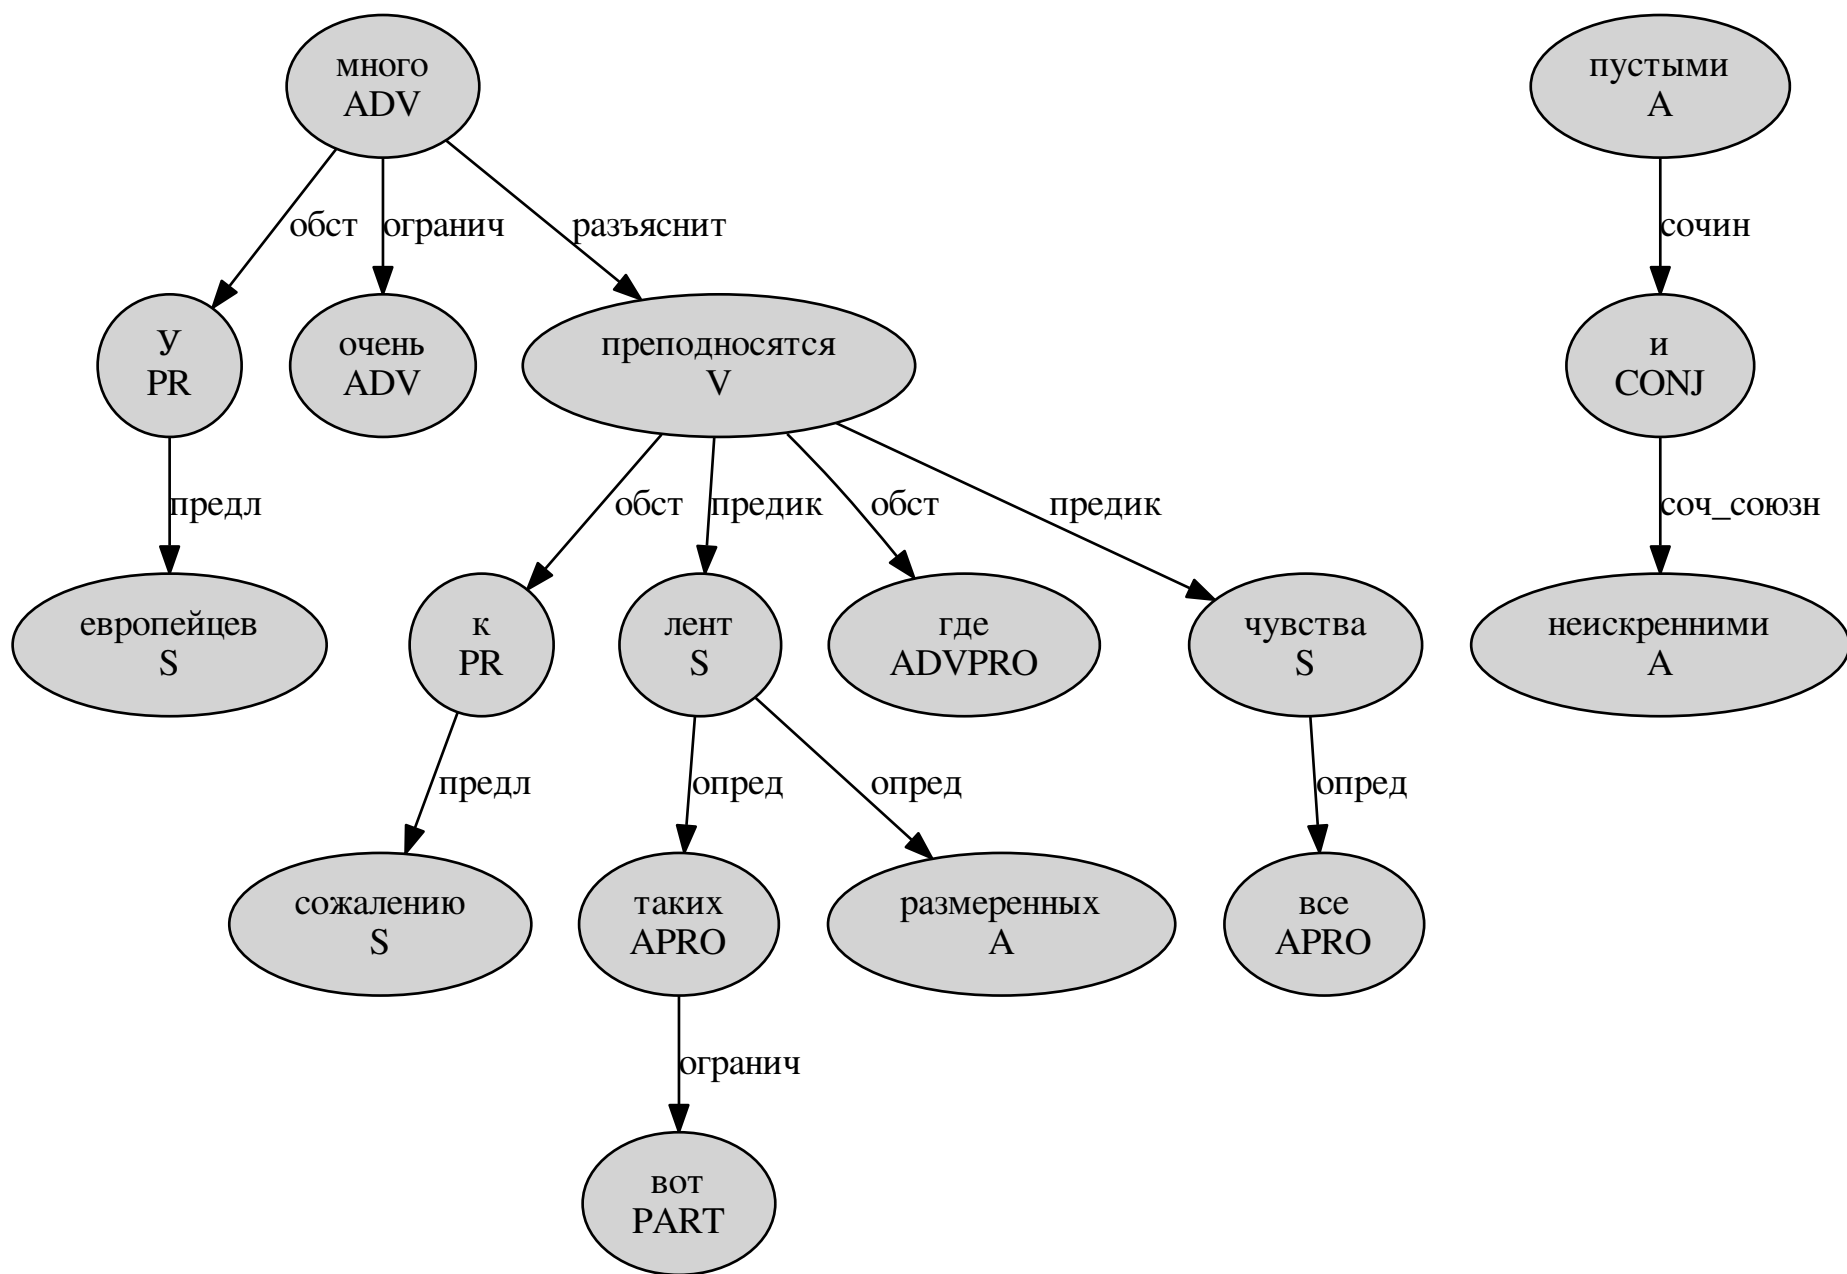 много
ADV
пустыми
A
обст
огранич
разъяснит
сочин
У
PR
очень
ADV
преподносятся
V
и
CONJ
предл
обст
предик
обст
предик
соч_союзн
европейцев
S
к
PR
лент
S
где
ADVPRO
чувства
S
неискренними
A
предл
опред
опред
опред
сожалению
S
таких
APRO
размеренных
A
все
APRO
огранич
вот
PART